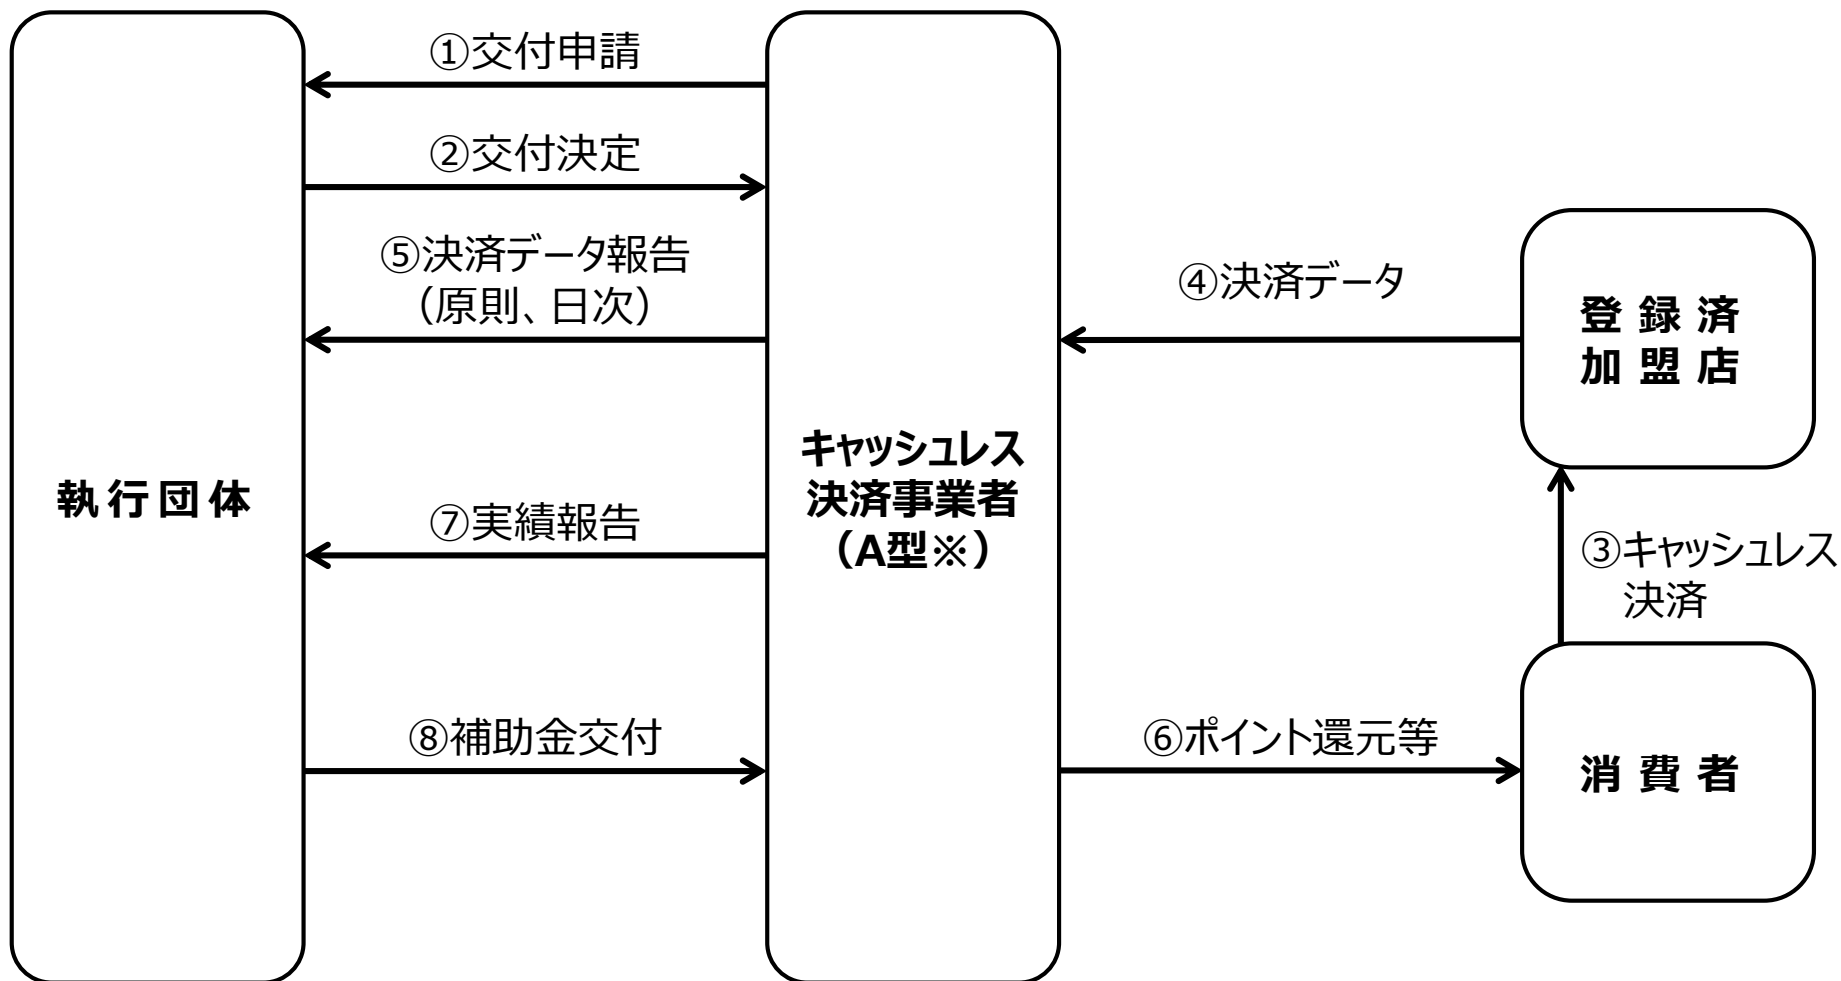 ①交付申請
②交付決定
⑤決済データ報告
（原則、日次）
④決済データ
登録済
加盟店
キャッシュレス
決済事業者
（A型※）
執行団体
⑦実績報告
③キャッシュレス
決済
⑧補助金交付
⑥ポイント還元等
消費者